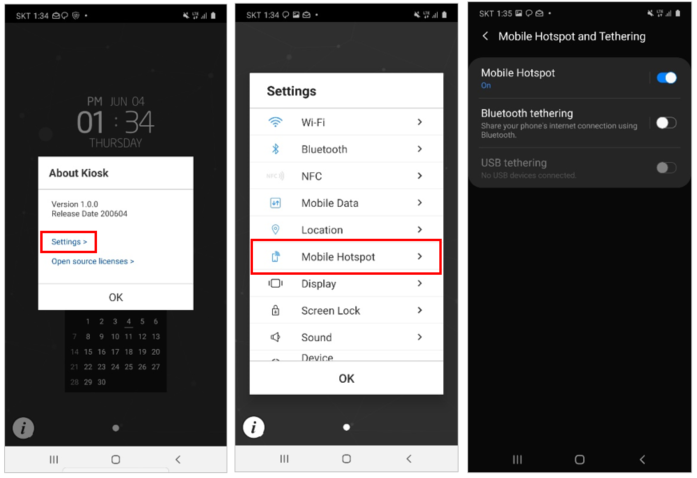 SKT 1:34
PM JUN 04
01 : 34
THURSDAY
About Kiosk
Version 1.0.0
Release Date 200604
Settings >
Open source licenses >
OK
1 2 3 4 5 6
7 8 9 10 11 12 13
14 15 16 17 18 19 20
21 22 23 24 25 26 27
28 29 30
i
SKT 1:34
Settings
Wi-Fi
Bluetooth
NFC
NFC
Mobile Data
Location
Mobile Hotspot
Display
Screen Lock
Sound
Device
OK
i
SKT 1:35
Mobile Hotspot and Tethering
Mobile Hotspot
On
Bluetooth tethering
Share your phone's internet connection using
Bluetooth.
USB tethering
No USB devices connected.